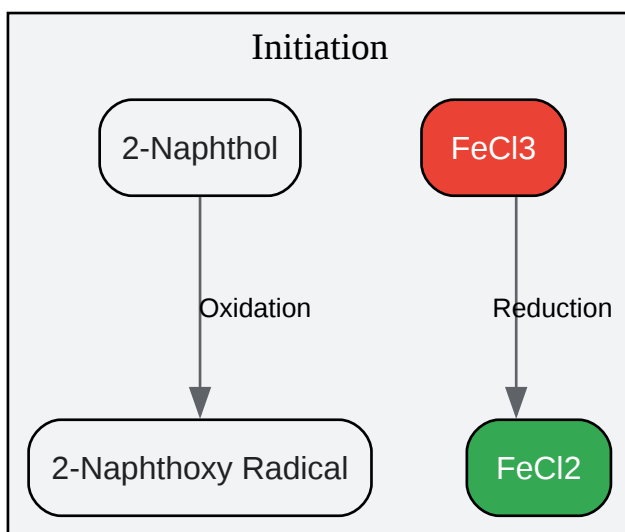 Initiation
2-Naphthol
FeCl3
Oxidation
Reduction
2-Naphthoxy Radical
FeCl2